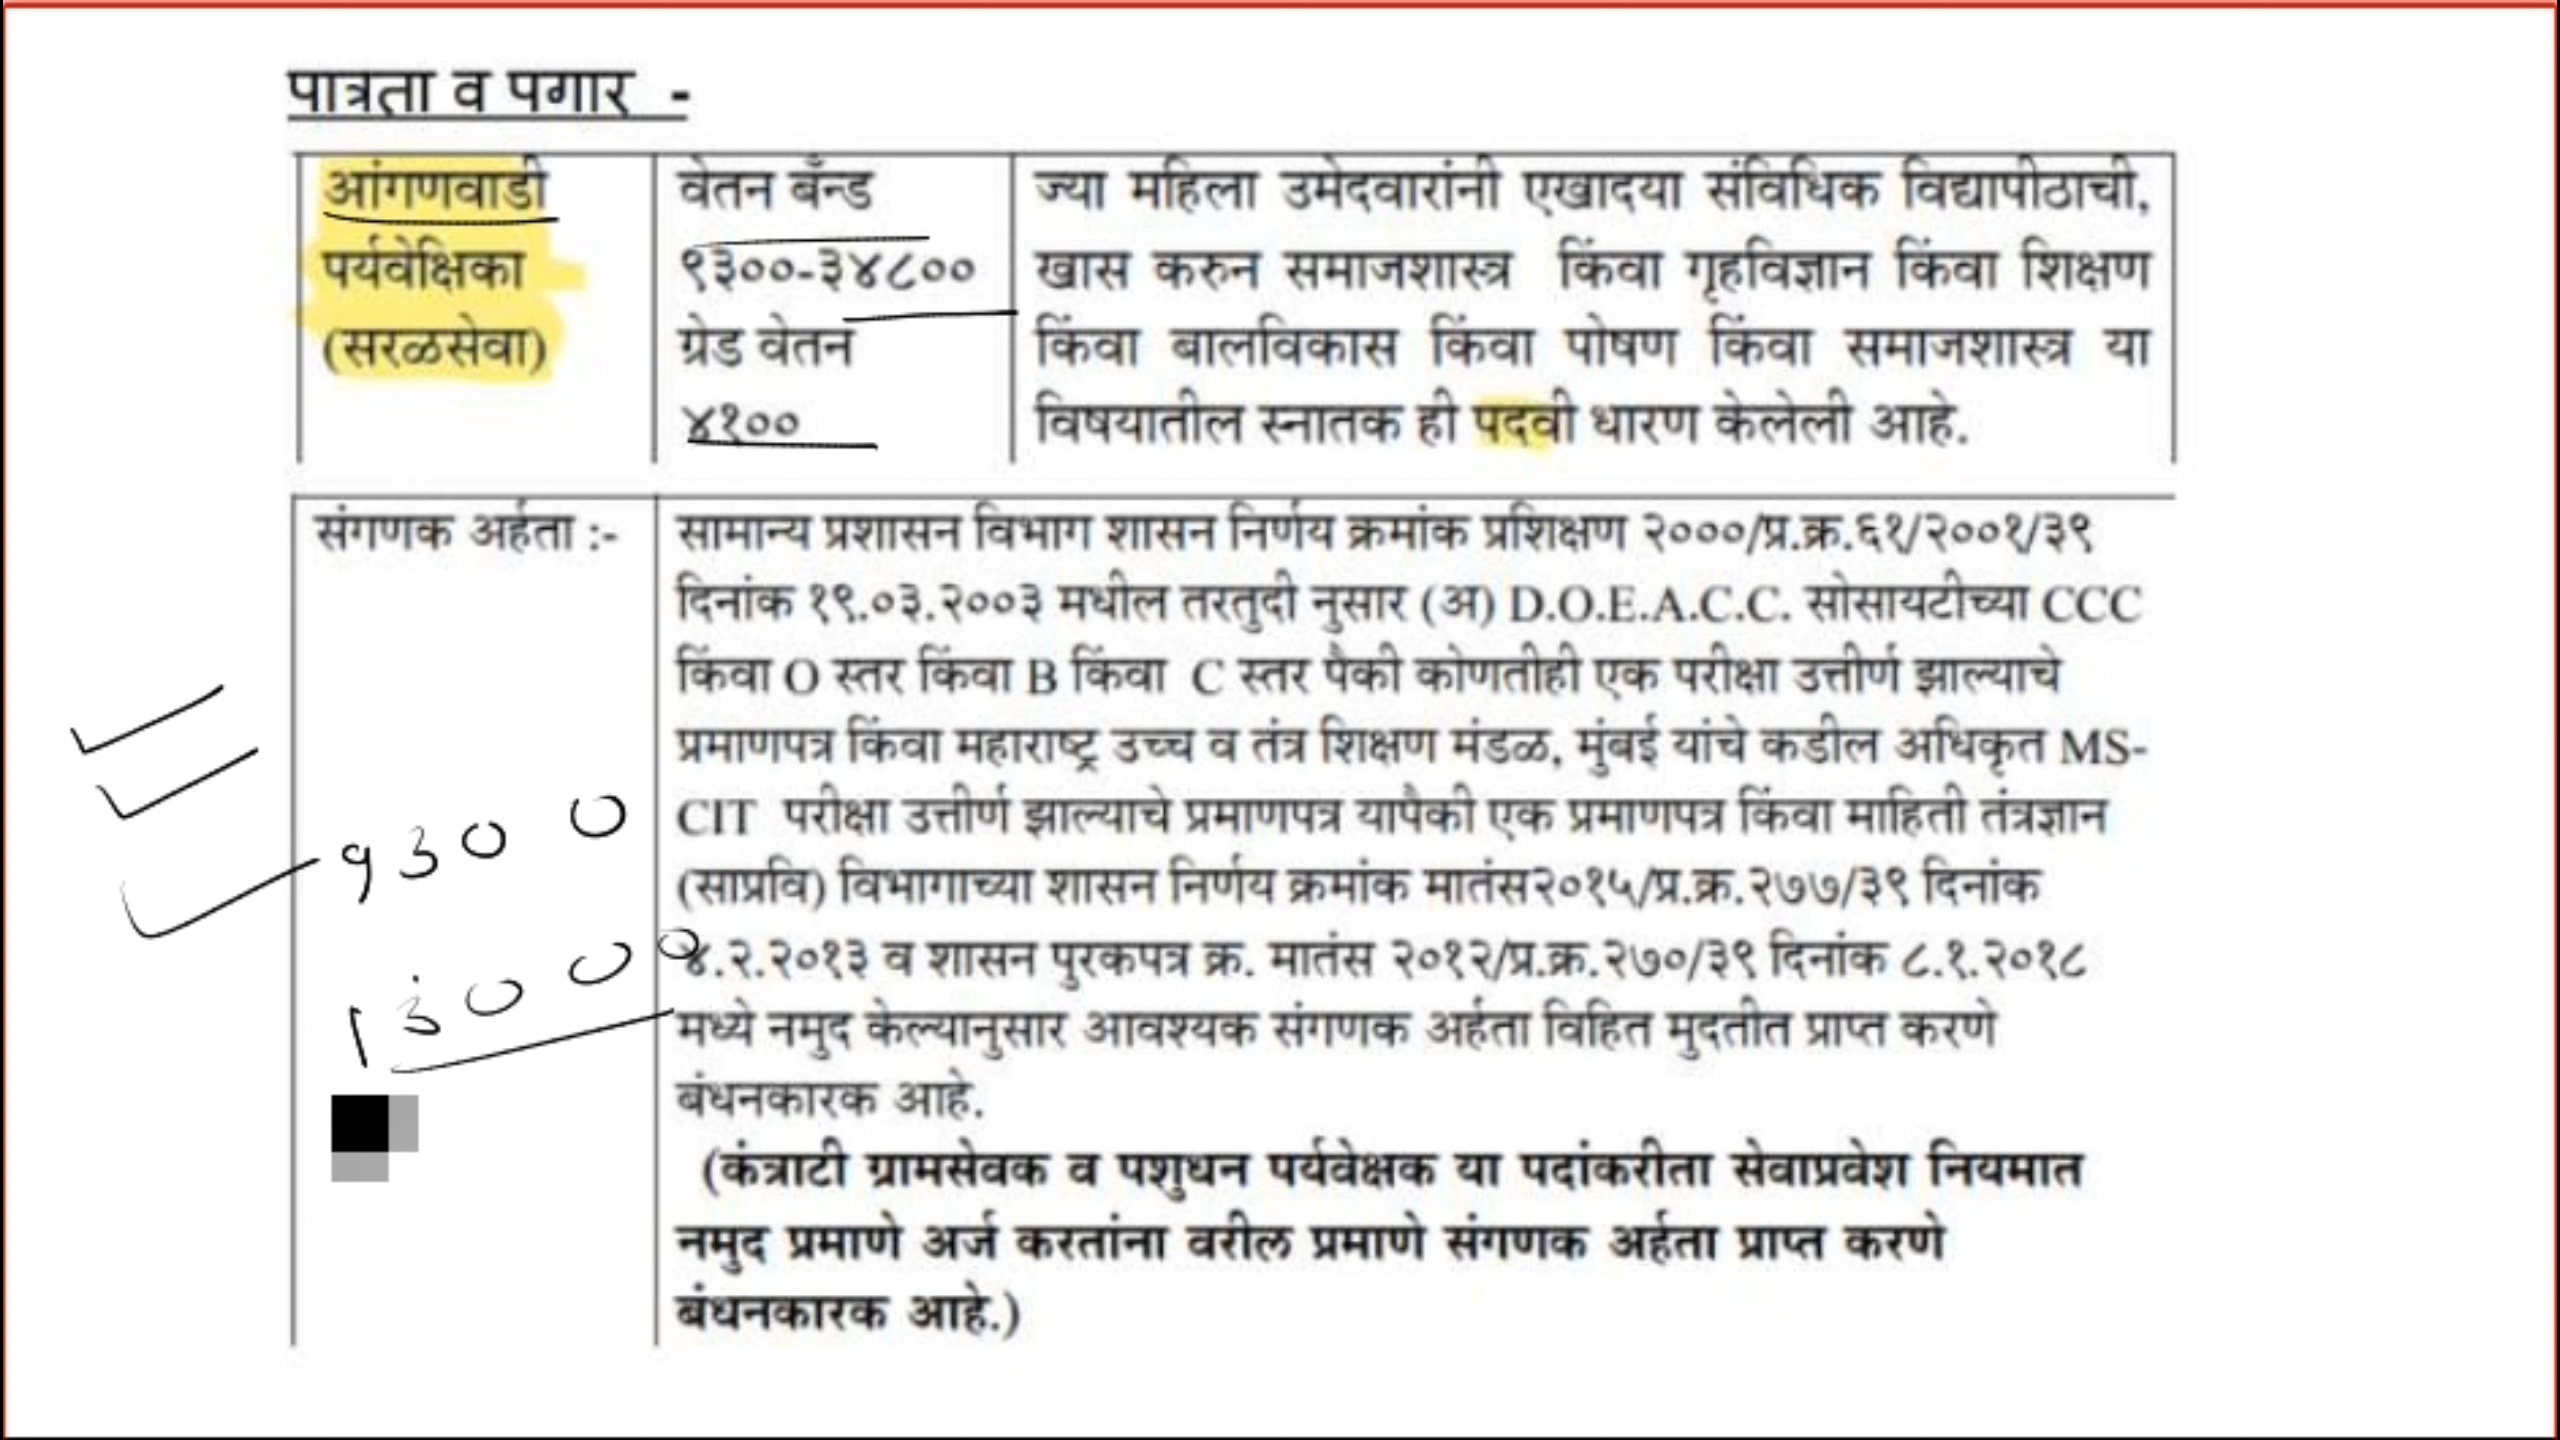 पात्रता व पगार -
आंगणवाडी
पर्यवेक्षिका
(सरळसेवा)
वेतन बँन्ड
९३००-३४८००
ग्रेड वेतन
४१००
ज्या महिला उमेदवारांनी एखादया संविधिक विद्यापीठाची,
खास करुन समाजशास्त्र किंवा गृहविज्ञान किंवा शिक्षण
किंवा बालविकास किंवा पोषण किंवा समाजशास्त्र या
विषयातील स्नातक ही पदवी धारण केलेली आहे.
संगणक अर्हता :-
सामान्य प्रशासन विभाग शासन निर्णय क्रमांक प्रशिक्षण २०००/प्र.क्र.६१/२००१/३९
दिनांक १९.०३.२००३ मधील तरतुदी नुसार (अ) D.O.E.A.C.C. सोसायटीच्या CCC
किंवा O स्तर किंवा B किंवा C स्तर पैकी कोणतीही एक परीक्षा उत्तीर्ण झाल्याचे
प्रमाणपत्र किंवा महाराष्ट्र उच्च व तंत्र शिक्षण मंडळ, मुंबई यांचे कडील अधिकृत MS-
CIT परीक्षा उत्तीर्ण झाल्याचे प्रमाणपत्र यापैकी एक प्रमाणपत्र किंवा माहिती तंत्रज्ञान
(साप्रवि) विभागाच्या शासन निर्णय क्रमांक मातंस२०१५/प्र.क्र.२७७/३९ दिनांक
४.२.२०१३ व शासन पुरकपत्र क्र. मातंस २०१२/प्र.क्र.२७०/३९ दिनांक ८.१.२०१८
मध्ये नमुद केल्यानुसार आवश्यक संगणक अर्हता विहित मुदतीत प्राप्त करणे
बंधनकारक आहे.
(कंत्राटी ग्रामसेवक व पशुधन पर्यवेक्षक या पदांकरीता सेवाप्रवेश नियमात
नमुद प्रमाणे अर्ज करतांना वरील प्रमाणे संगणक अर्हता प्राप्त करणे
बंधनकारक आहे.)
9300
13000